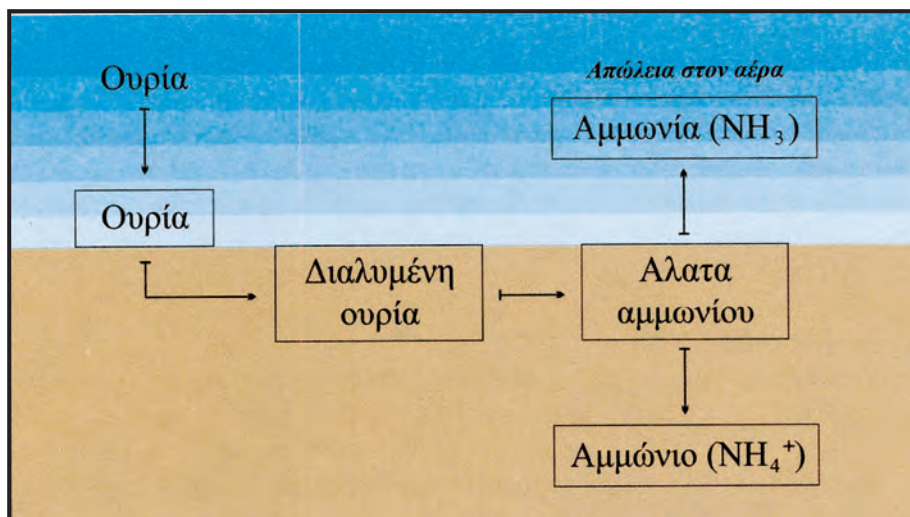 Ουρία
Απώλεια στον αέρα
Αμμωνία (NH₃)
Ουρία
Διαλυμένη
ουρία
Αλατα
αμμωνίου
Αμμώνιο (NH₄⁺)